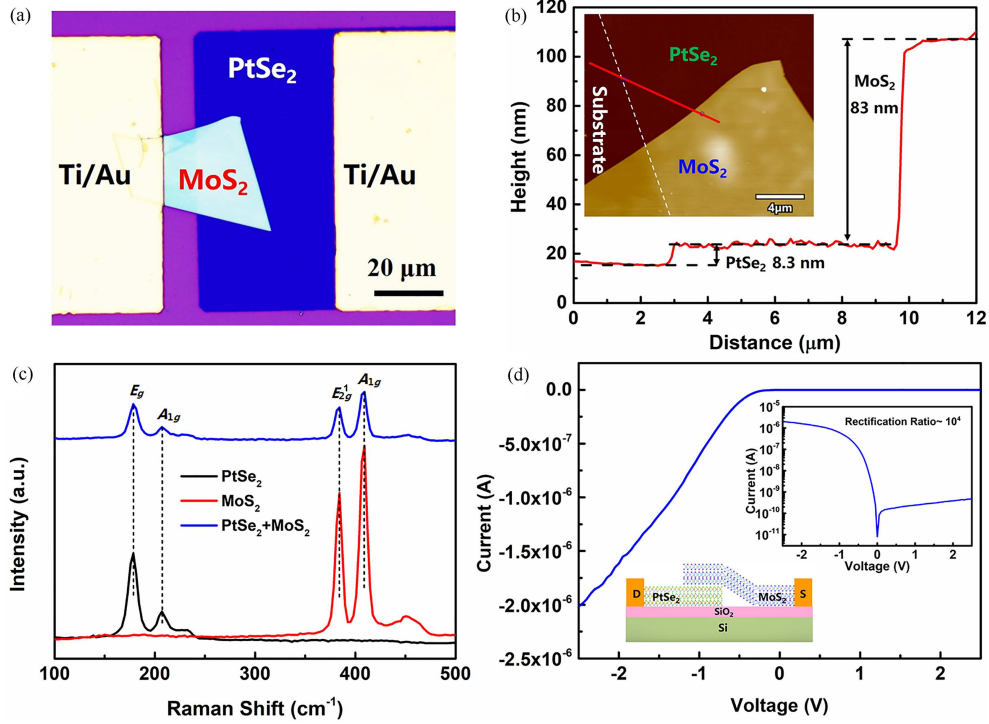 (a)
PtSe₂
Ti/Au
MoS₂
Ti/Au
20 μm
(b)
Height (nm)
120
100
80
60
40
20
0
0
2
4
6
8
10
12
Distance (μm)
PtSe₂
Substrate
MoS₂
4μm
MoS₂
83 nm
PtSe₂ 8.3 nm
(c)
Intensity (a.u.)
E_g
A_1g
E¹_2g
A_1g
PtSe₂
MoS₂
PtSe₂+MoS₂
100
200
300
400
500
Raman Shift (cm⁻¹)
(d)
Current (A)
0.0
-5.0x10⁻⁷
-1.0x10⁻⁶
-1.5x10⁻⁶
-2.0x10⁻⁶
-2.5x10⁻⁶
-2
-1
0
1
2
Voltage (V)
Rectification Ratio~ 10⁴
Current (A)
10⁻⁵
10⁻⁶
10⁻⁷
10⁻⁸
10⁻⁹
10⁻¹⁰
10⁻¹¹
-2
-1
0
1
2
Voltage (V)
D
PtSe₂
MoS₂
S
SiO₂
Si